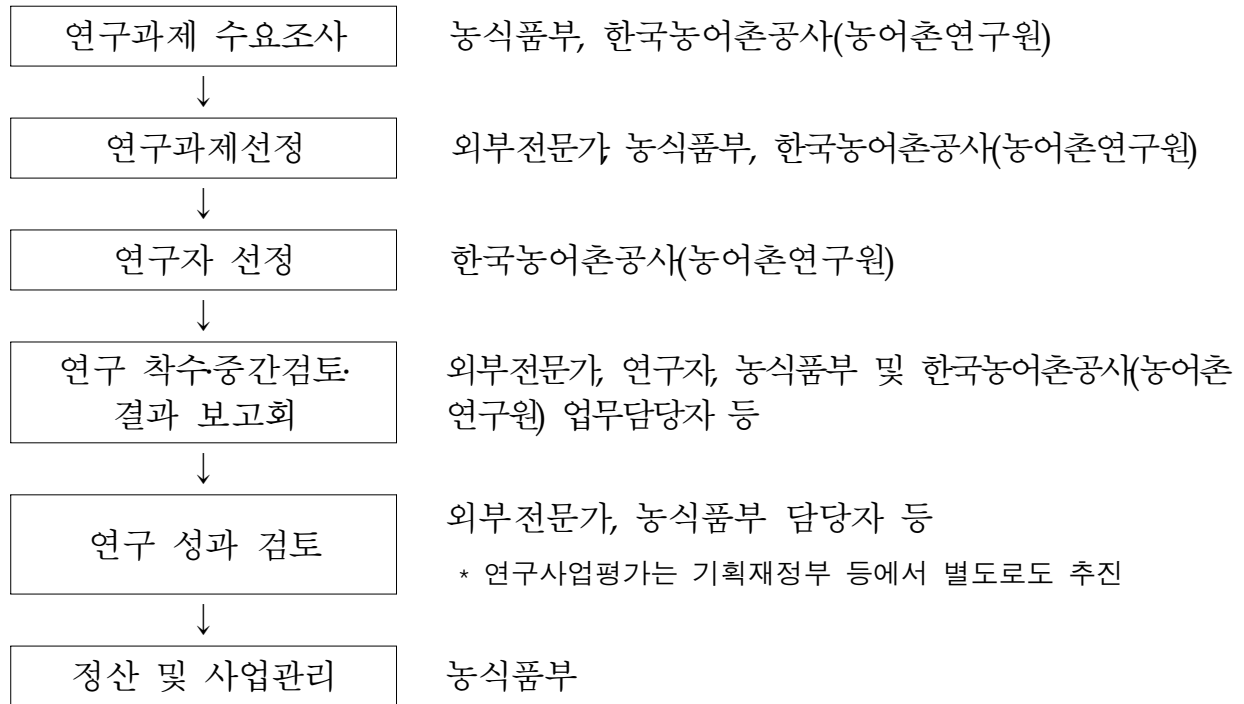 연구과제 수요조사 농식품부, 한국농어촌공사(농어촌연구원)
↓
연구과제선정 외부전문가, 농식품부, 한국농어촌공사(농어촌연구원)
↓
연구자 선정 한국농어촌공사(농어촌연구원)
↓
연구 착수·중간검토·
결과 보고회
외부전문가, 연구자, 농식품부 및 한국농어촌공사(농어촌
연구원) 업무담당자 등
↓
연구 성과 검토
외부전문가, 농식품부 담당자 등
* 연구사업평가는 기획재정부 등에서 별도로도 추진
↓
정산 및 사업관리 농식품부